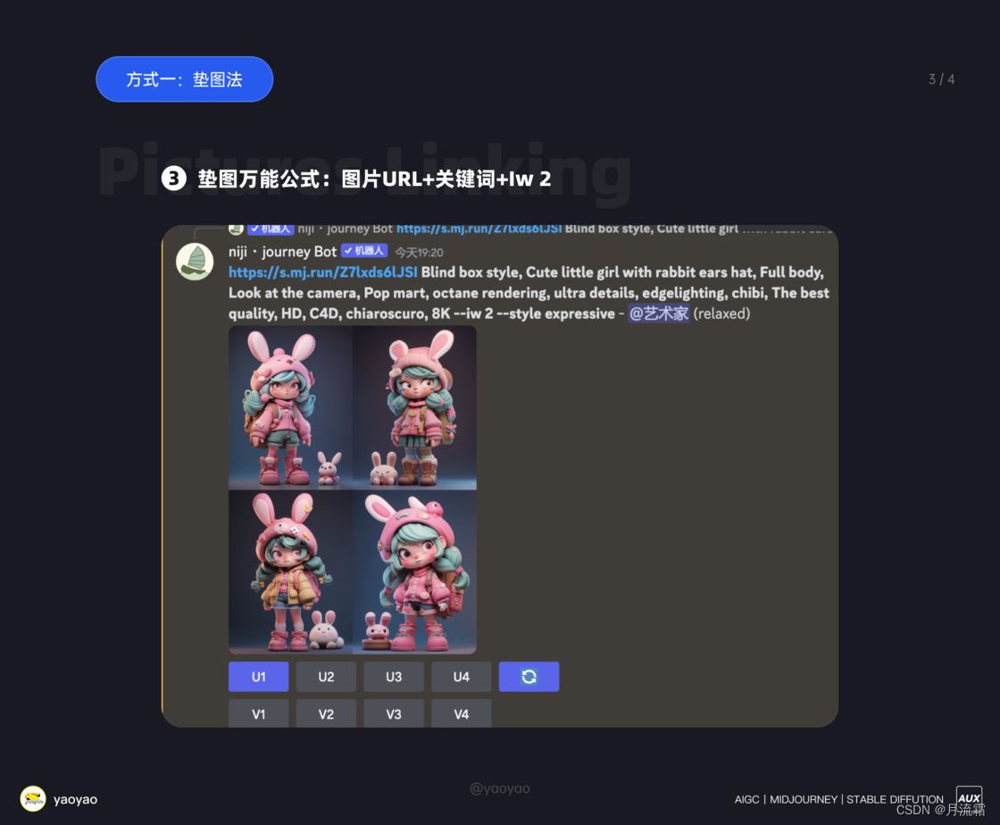 方式一：垫图法
3 / 4
Pictures Linking
3 垫图万能公式：图片URL+关键词+Iw 2
机器人 niji · journey Bot https://s.mj.run/Z7lxds6lJSI Blind box style, Cute little girl with rabbit ears
niji · journey Bot 机器人 今天19:20
https://s.mj.run/Z7lxds6lJSI Blind box style, Cute little girl with rabbit ears hat, Full body,
Look at the camera, Pop mart, octane rendering, ultra details, edgelighting, chibi, The best
quality, HD, C4D, chiaroscuro, 8K --iw 2 --style expressive - @艺术家 (relaxed)
U1 U2 U3 U4
V1 V2 V3 V4
@yaoyao
yaoyao
AIGC | MIDJOURNEY | STABLE DIFFUTION
AUX
CSDN @月流霜